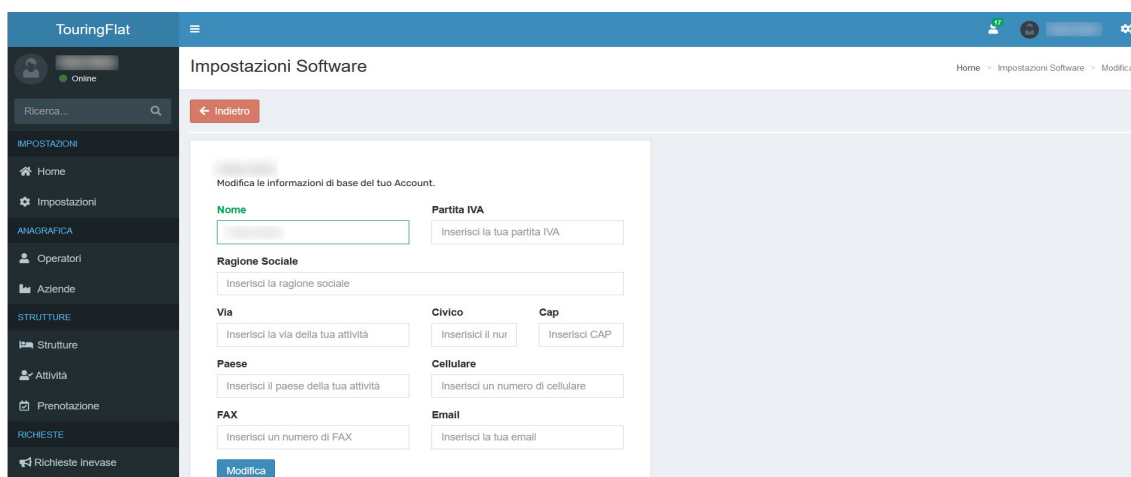 TouringFlat
17
Online
Impostazioni Software
Home > Impostazioni Software > Modifica
Ricerca...
Indietro
IMPOSTAZIONI
Home
Impostazioni
ANAGRAFICA
Operatori
Aziende
STRUTTURE
Strutture
Attività
Prenotazione
RICHIESTE
Richieste inevase
Modifica le informazioni di base del tuo Account.
Nome
Partita IVA
Inserisci la tua partita IVA
Ragione Sociale
Inserisci la ragione sociale
Via
Civico
Cap
Inserisci la via della tua attività
Inserisici il nur
Inserisci CAP
Paese
Cellulare
Inserisci il paese della tua attività
Inserisci un numero di cellulare
FAX
Email
Inserisci un numero di FAX
Inserisci la tua email
Modifica